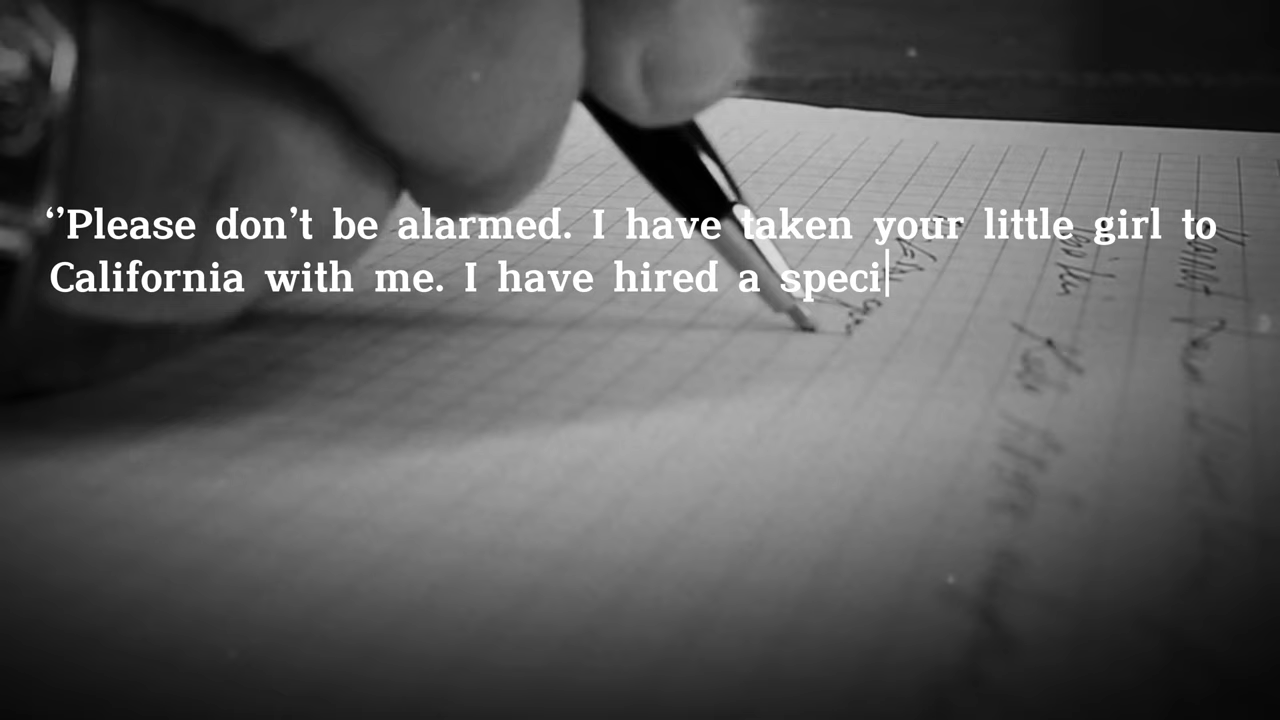 ‘’Please don’t be alarmed. I have taken your little girl to
California with me. I have hired a speci